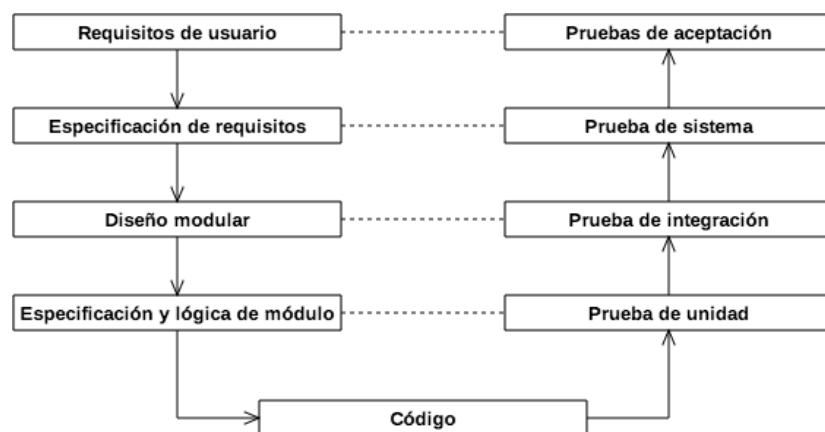 Requisitos de usuario
Pruebas de aceptación
Especificación de requisitos
Prueba de sistema
Diseño modular
Prueba de integración
Especificación y lógica de módulo
Prueba de unidad
Código